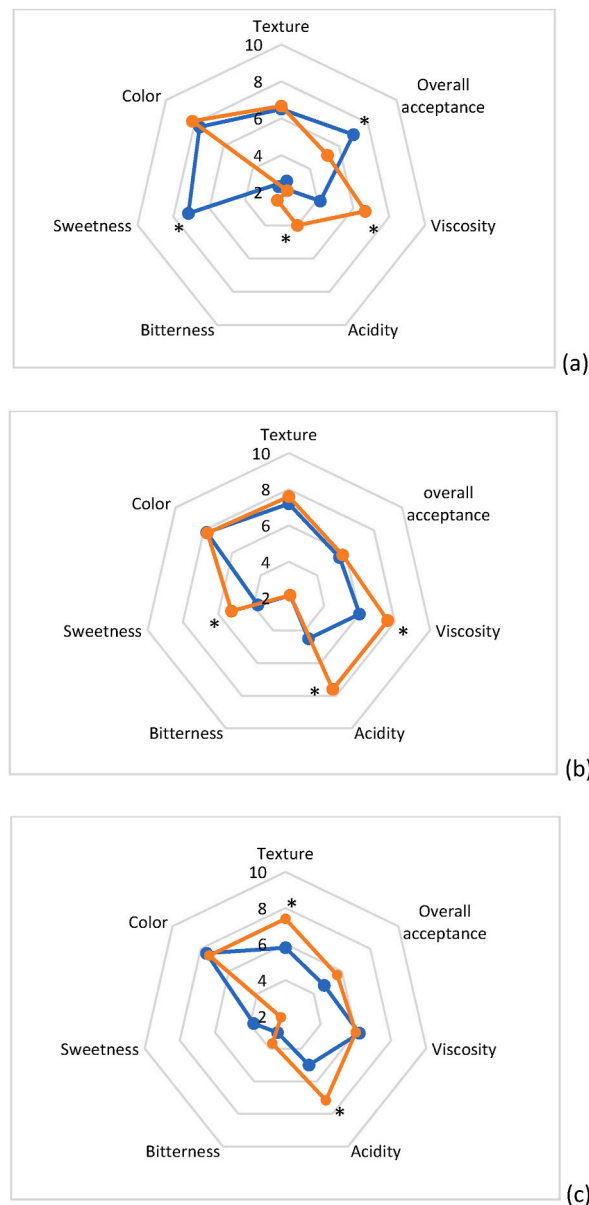 Texture
10
Overall
acceptance
8
Color
*
6
4
2
Sweetness
*
Viscosity
*
*
Bitterness
Acidity
(a)
Texture
10
overall
acceptance
8
Color
6
4
2
Sweetness
*
Viscosity
*
*
Bitterness
Acidity
(b)
Texture
10
*
Overall
acceptance
8
Color
6
4
2
Sweetness
Viscosity
*
Bitterness
Acidity
(c)